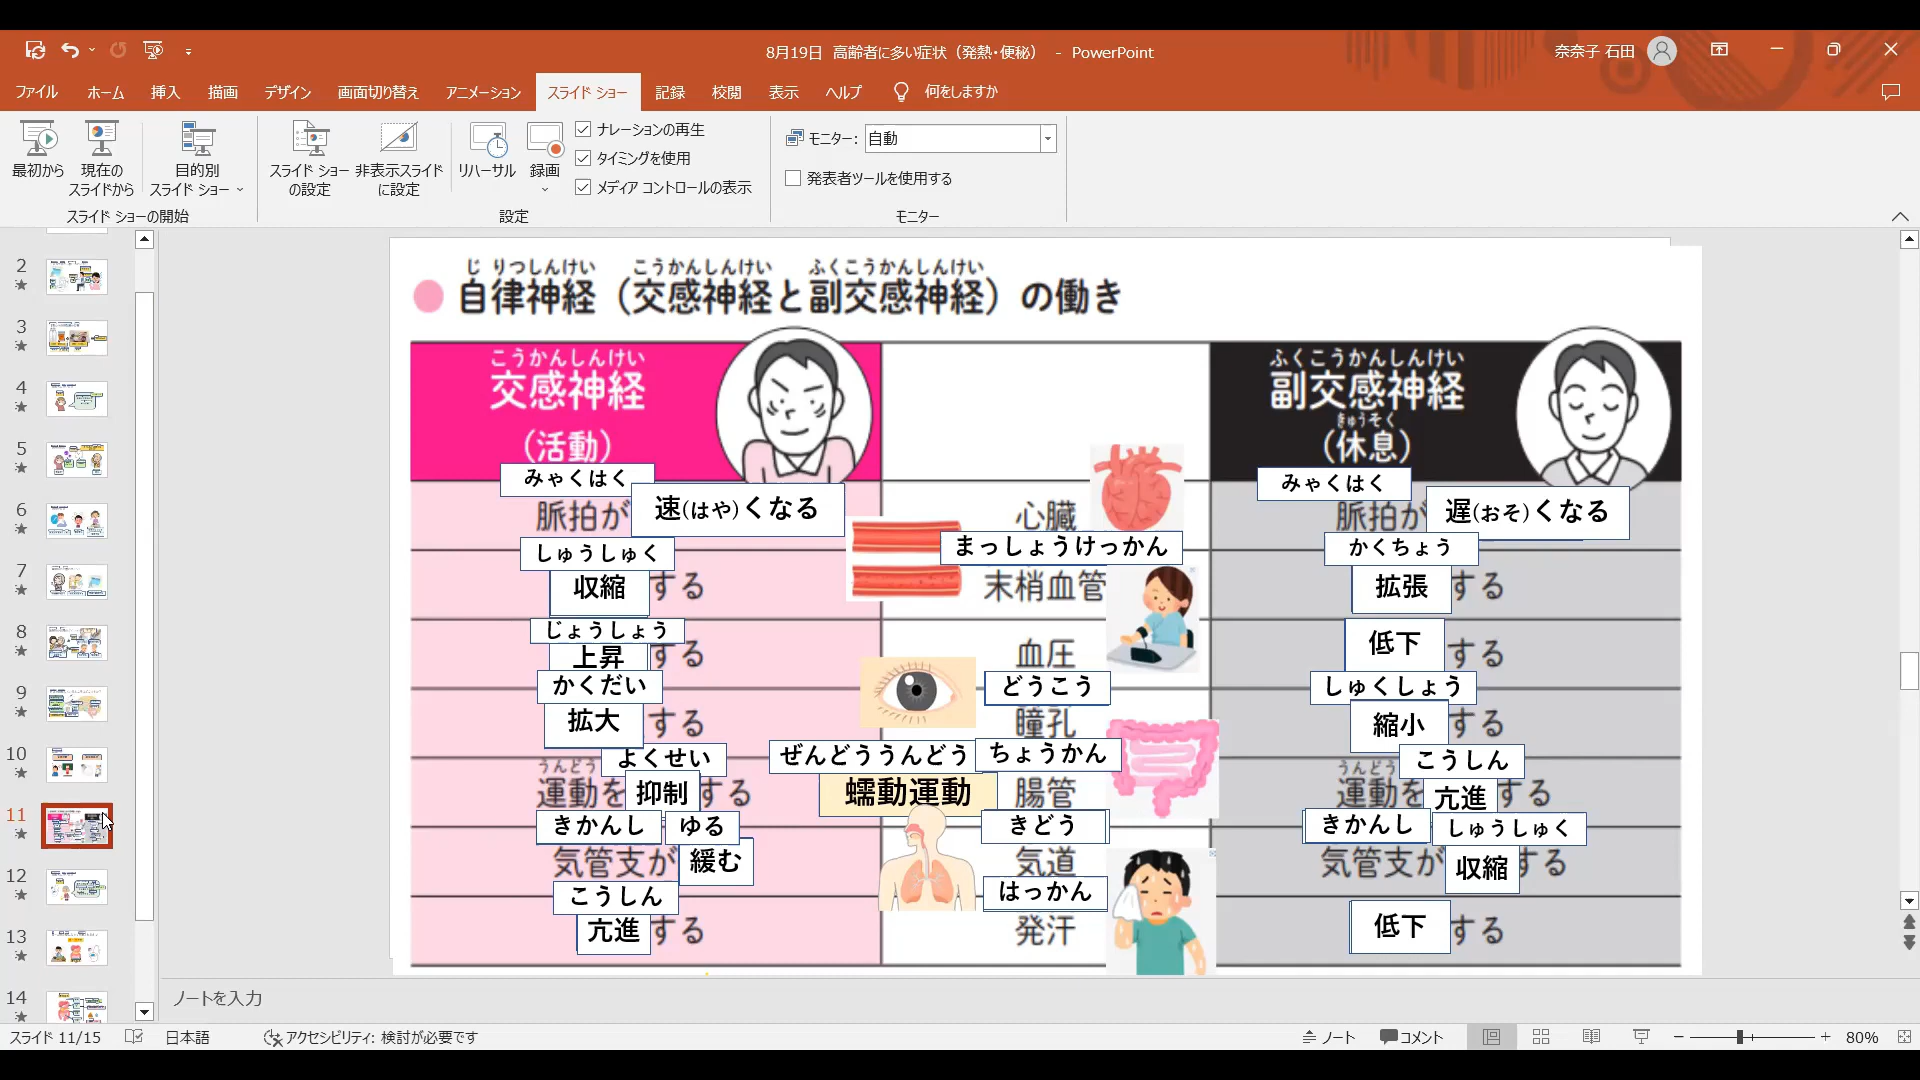 8月19日 高齢者に多い症状（発熱・便秘） - PowerPoint
奈奈子 石田
ファイル ホーム 挿入 描画 デザイン 画面切り替え アニメーション スライド ショー 記録 校閲 表示 ヘルプ 何をしますか
最初から
現在の
スライドから
目的別
スライド ショー
スライド ショーの開始
スライド ショー
の設定
非表示スライド
に設定
リハーサル
録画
ナレーションの再生
タイミングを使用
メディア コントロールの表示
設定
モニター: 自動
発表者ツールを使用する
モニター
2
3
4
5
6
7
8
9
10
11
12
13
14
じりつしんけい こうかんしんけい ふくこうかんしんけい
自律神経（交感神経と副交感神経）の働き
こうかんしんけい
交感神経
（活動）
ふくこうかんしんけい
副交感神経
きゅうそく
（休息）
みゃくはく
脈拍が 速(はや)くなる
心臓
みゃくはく
脈拍が 遅(おそ)くなる
しゅうしゅく
収縮 する
まっしょうけっかん
末梢血管
かくちょう
拡張 する
じょうしょう
上昇 する
血圧
低下 する
かくだい
拡大 する
どうこう
瞳孔
しゅくしょう
縮小 する
うんどう よくせい
運動を 抑制 する
ぜんどううんどう ちょうかん
蠕動運動 腸管
うんどう こうしん
運動を 亢進 する
きかんし ゆる
気管支が 緩む
きどう
気道
きかんし しゅうしゅく
気管支が 収縮 する
こうしん
亢進 する
はっかん
発汗
低下 する
ノートを入力
スライド 11/15 日本語 アクセシビリティ: 検討が必要です ノート コメント 80%